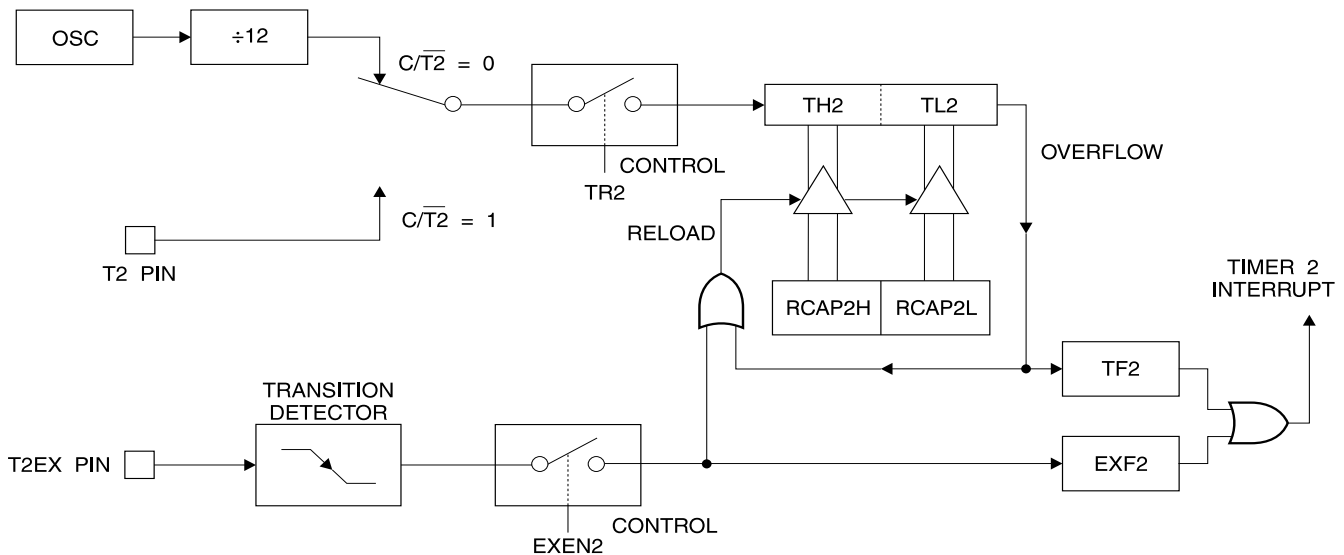 OSC
÷12
C/T2̅ = 0
TH2
TL2
OVERFLOW
CONTROL
TR2
C/T2̅ = 1
RELOAD
T2 PIN
TIMER 2
INTERRUPT
RCAP2H
RCAP2L
TF2
TRANSITION
DETECTOR
T2EX PIN
EXF2
CONTROL
EXEN2